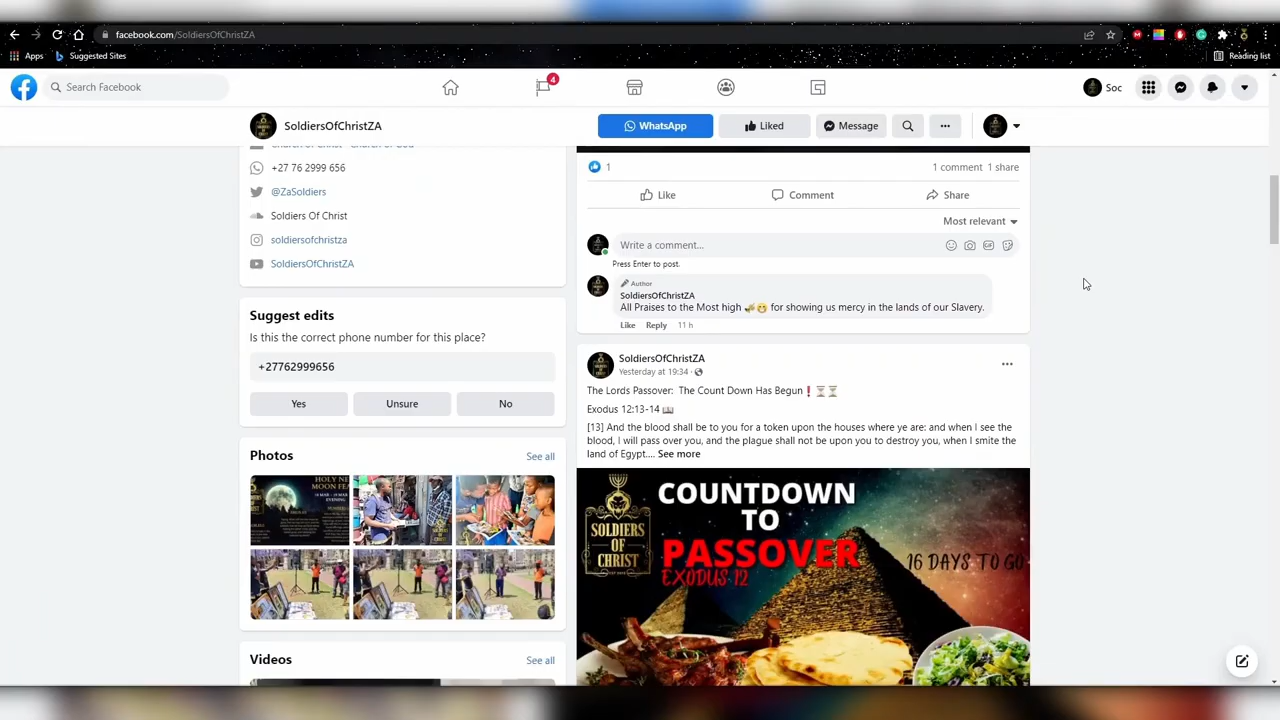 facebook.com/SoldiersOfChristZA
Apps
Suggested Sites
Reading list
Search Facebook
4
Soc
SoldiersOfChristZA
WhatsApp
Liked
Message
+27 76 2999 656
@ZaSoldiers
Soldiers Of Christ
soldiersofchristza
SoldiersOfChristZA
Suggest edits
Is this the correct phone number for this place?
+27762999656
Yes
Unsure
No
Photos
See all
HOLY NE
MOON FEA
Videos
See all
1
1 comment 1 share
Like
Comment
Share
Most relevant
Write a comment...
GIF
Press Enter to post.
Author
SoldiersOfChristZA
All Praises to the Most high 🎺😁 for showing us mercy in the lands of our Slavery.
Like Reply 11 h
SoldiersOfChristZA
Yesterday at 19:34 ·
The Lords Passover: The Count Down Has Begun❗⏳⏳
Exodus 12:13-14 📖
[13] And the blood shall be to you for a token upon the houses where ye are: and when I see the
blood, I will pass over you, and the plague shall not be upon you to destroy you, when I smite the
land of Egypt.... See more
SOLDIERS
OF
CHRIST
COUNTDOWN
TO
PASSOVER
EXODUS 12
16 DAYS TO GO